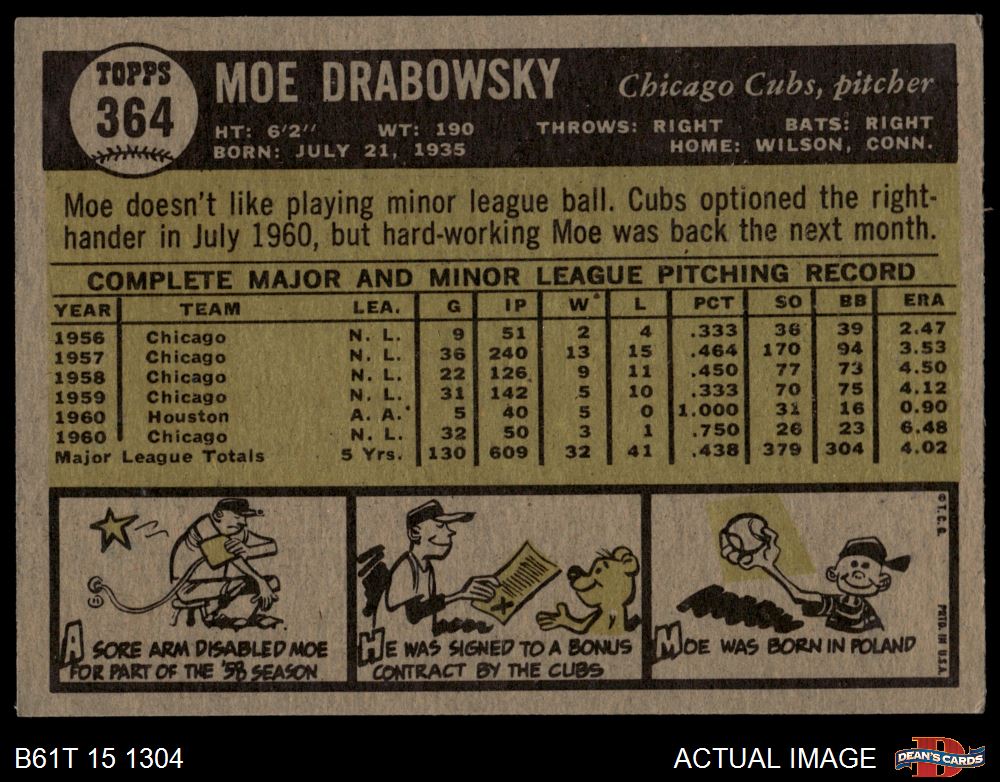 TOPPS
364
MOE DRABOWSKY
Chicago Cubs, pitcher
HT: 6'2" WT: 190 THROWS: RIGHT BATS: RIGHT
BORN: JULY 21, 1935 HOME: WILSON, CONN.
Moe doesn't like playing minor league ball. Cubs optioned the right-
hander in July 1960, but hard-working Moe was back the next month.
COMPLETE MAJOR AND MINOR LEAGUE PITCHING RECORD
YEAR TEAM LEA. G IP W L PCT SO BB ERA
1956 Chicago N. L. 9 51 2 4 .333 36 39 2.47
1957 Chicago N. L. 36 240 13 15 .464 170 94 3.53
1958 Chicago N. L. 22 126 9 11 .450 77 73 4.50
1959 Chicago N. L. 31 142 5 10 .333 70 75 4.12
1960 Houston A. A. 5 40 5 0 1.000 31 16 0.90
1960 Chicago N. L. 32 50 3 1 .750 26 23 6.48
Major League Totals 5 Yrs. 130 609 32 41 .438 379 304 4.02
A SORE ARM DISABLED MOE
FOR PART OF THE '58 SEASON
X
HE WAS SIGNED TO A BONUS
CONTRACT BY THE CUBS
MOE WAS BORN IN POLAND
© T.C.G. PRTD. IN U.S.A.
B61T 15 1304
ACTUAL IMAGE
D
DEAN'S CARDS